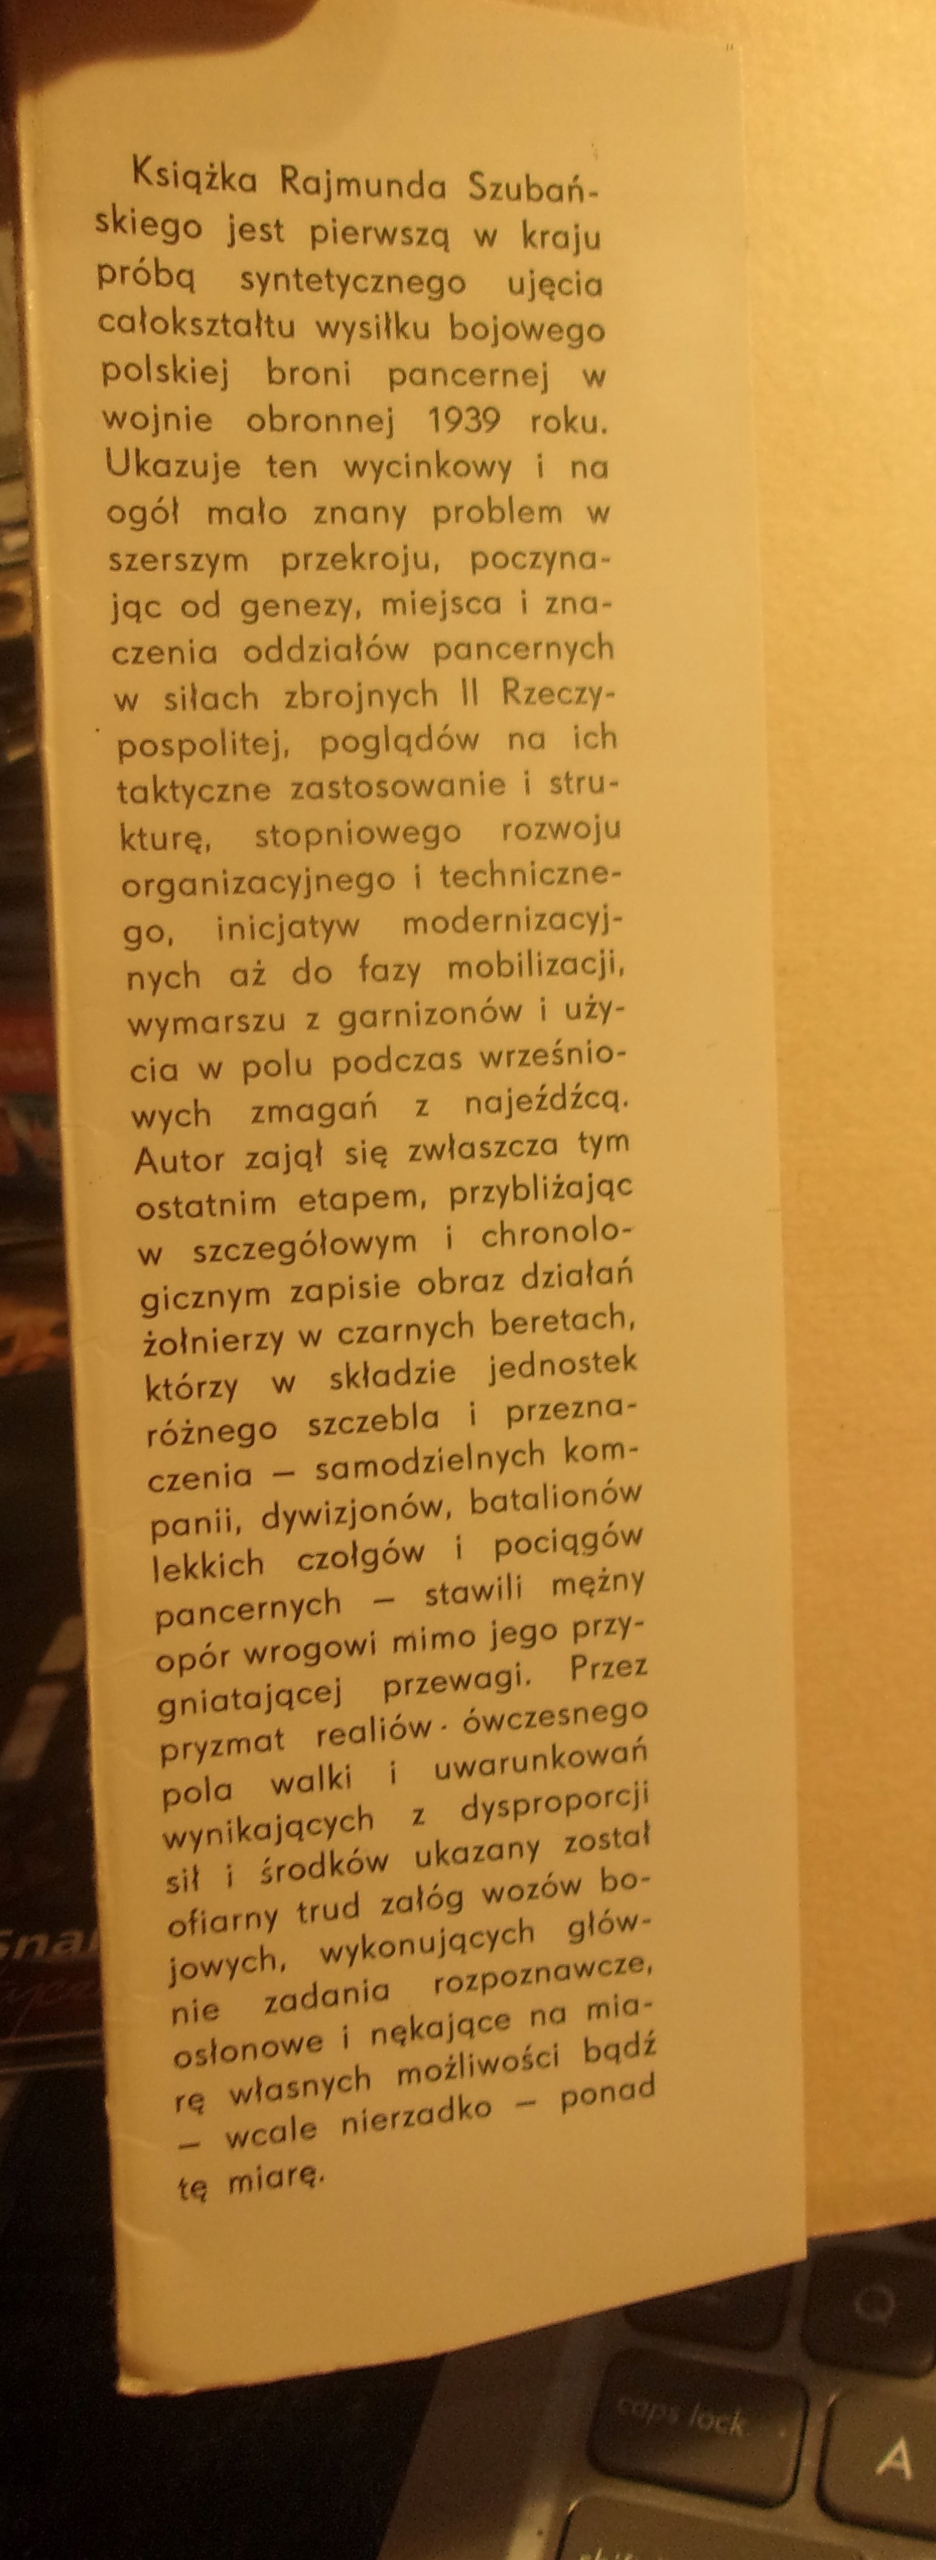 Książka Rajmunda Szubań-
skiego jest pierwszą w kraju
próbą syntetycznego ujęcia
całokształtu wysiłku bojowego
polskiej broni pancernej w
wojnie obronnej 1939 roku.
Ukazuje ten wycinkowy i na
ogół mało znany problem w
szerszym przekroju, poczyna-
jąc od genezy, miejsca i zna-
czenia oddziałów pancernych
w siłach zbrojnych II Rzeczy-
pospolitej, poglądów na ich
taktyczne zastosowanie i stru-
kturę, stopniowego rozwoju
organizacyjnego i techniczne-
go, inicjatyw modernizacyj-
nych aż do fazy mobilizacji,
wymarszu z garnizonów i uży-
cia w polu podczas wrześnio-
wych zmagań z najeźdźcą.
Autor zajął się zwłaszcza tym
ostatnim etapem, przybliżając
w szczegółowym i chronolo-
gicznym zapisie obraz działań
żołnierzy w czarnych beretach,
którzy w składzie jednostek
różnego szczebla i przezna-
czenia — samodzielnych kom-
panii, dywizjonów, batalionów
lekkich czołgów i pociągów
pancernych — stawili mężny
opór wrogowi mimo jego przy-
gniatającej przewagi. Przez
pryzmat realiów · ówczesnego
pola walki i uwarunkowań
wynikających z dysproporcji
sił i środków ukazany został
ofiarny trud załóg wozów bo-
jowych, wykonujących głów-
nie zadania rozpoznawcze,
osłonowe i nękające na mia-
rę własnych możliwości bądź
— wcale nierzadko — ponad
tę miarę.
Q
caps lock
A